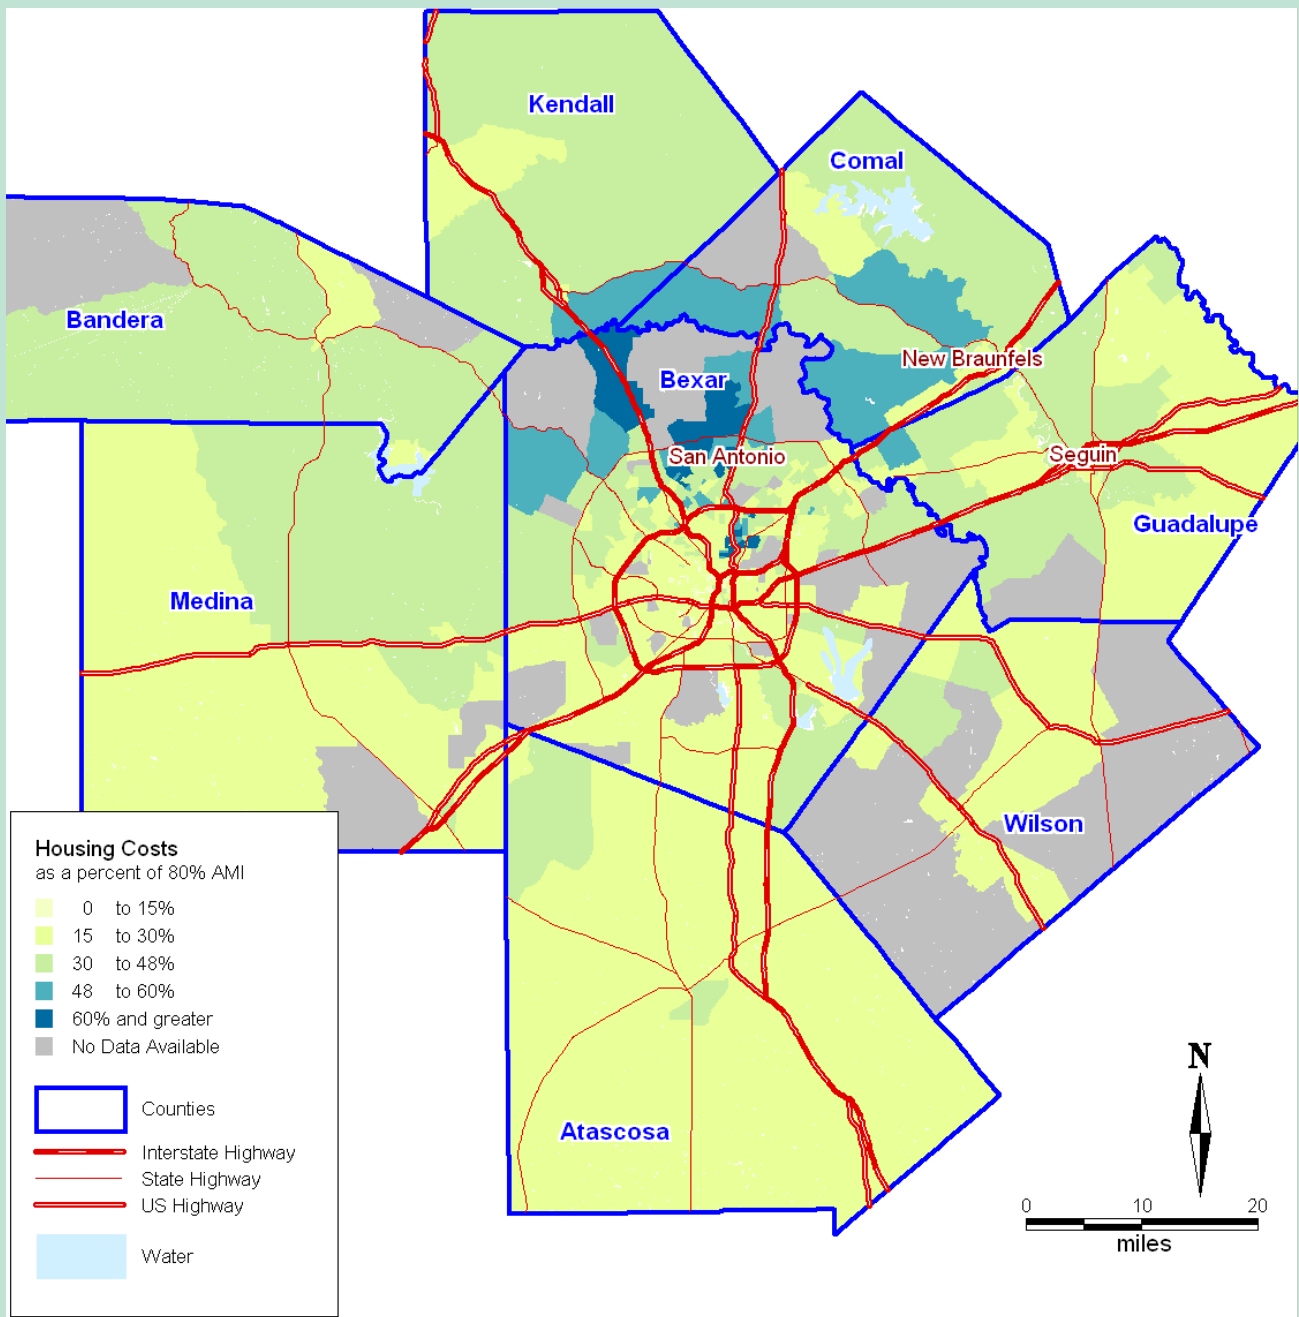 Kendall
Comal
Bandera
New Braunfels
Bexar
San Antonio
Seguin
Guadalupe
Medina
Wilson
Atascosa
Housing Costs
as a percent of 80% AMI
0 to 15%
15 to 30%
30 to 48%
48 to 60%
60% and greater
No Data Available
Counties
Interstate Highway
State Highway
US Highway
Water
N
0 10 20
miles